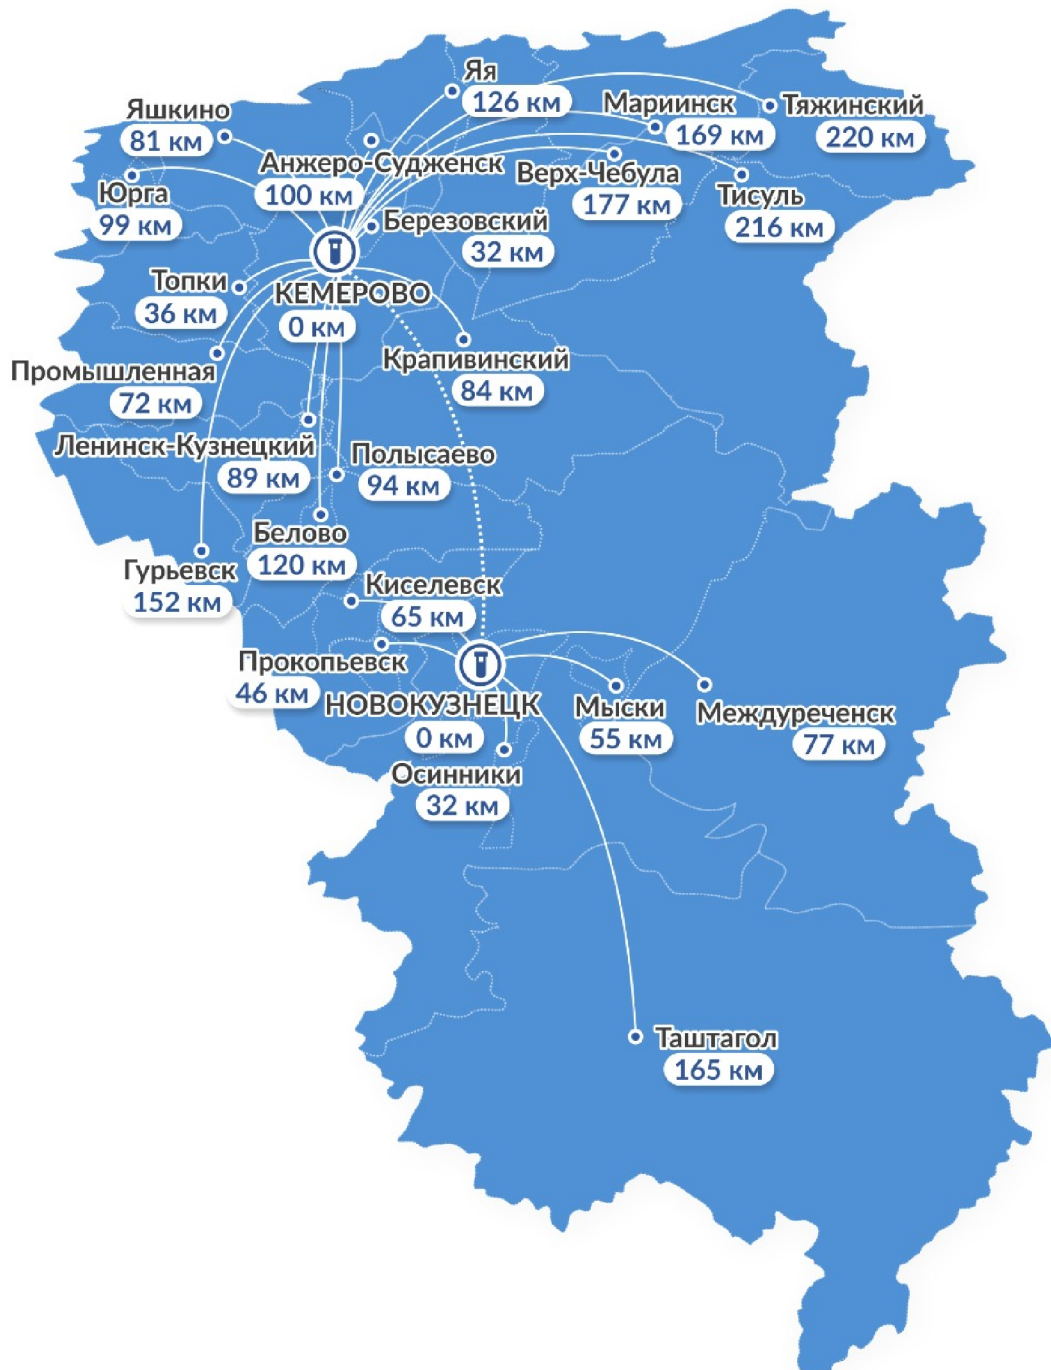 Яя
126 км
Мариинск
169 км
Тяжинский
220 км
Яшкино
81 км
Анжеро-Судженск
100 км
Верх-Чебула
177 км
Тисуль
216 км
Юрга
99 км
Березовский
32 км
Топки
36 км
КЕМЕРОВО
0 км
Крапивинский
84 км
Промышленная
72 км
Ленинск-Кузнецкий
89 км
Полысаево
94 км
Белово
120 км
Гурьевск
152 км
Киселевск
65 км
Прокопьевск
46 км
НОВОКУЗНЕЦК
0 км
Мыски
55 км
Междуреченск
77 км
Осинники
32 км
Таштагол
165 км